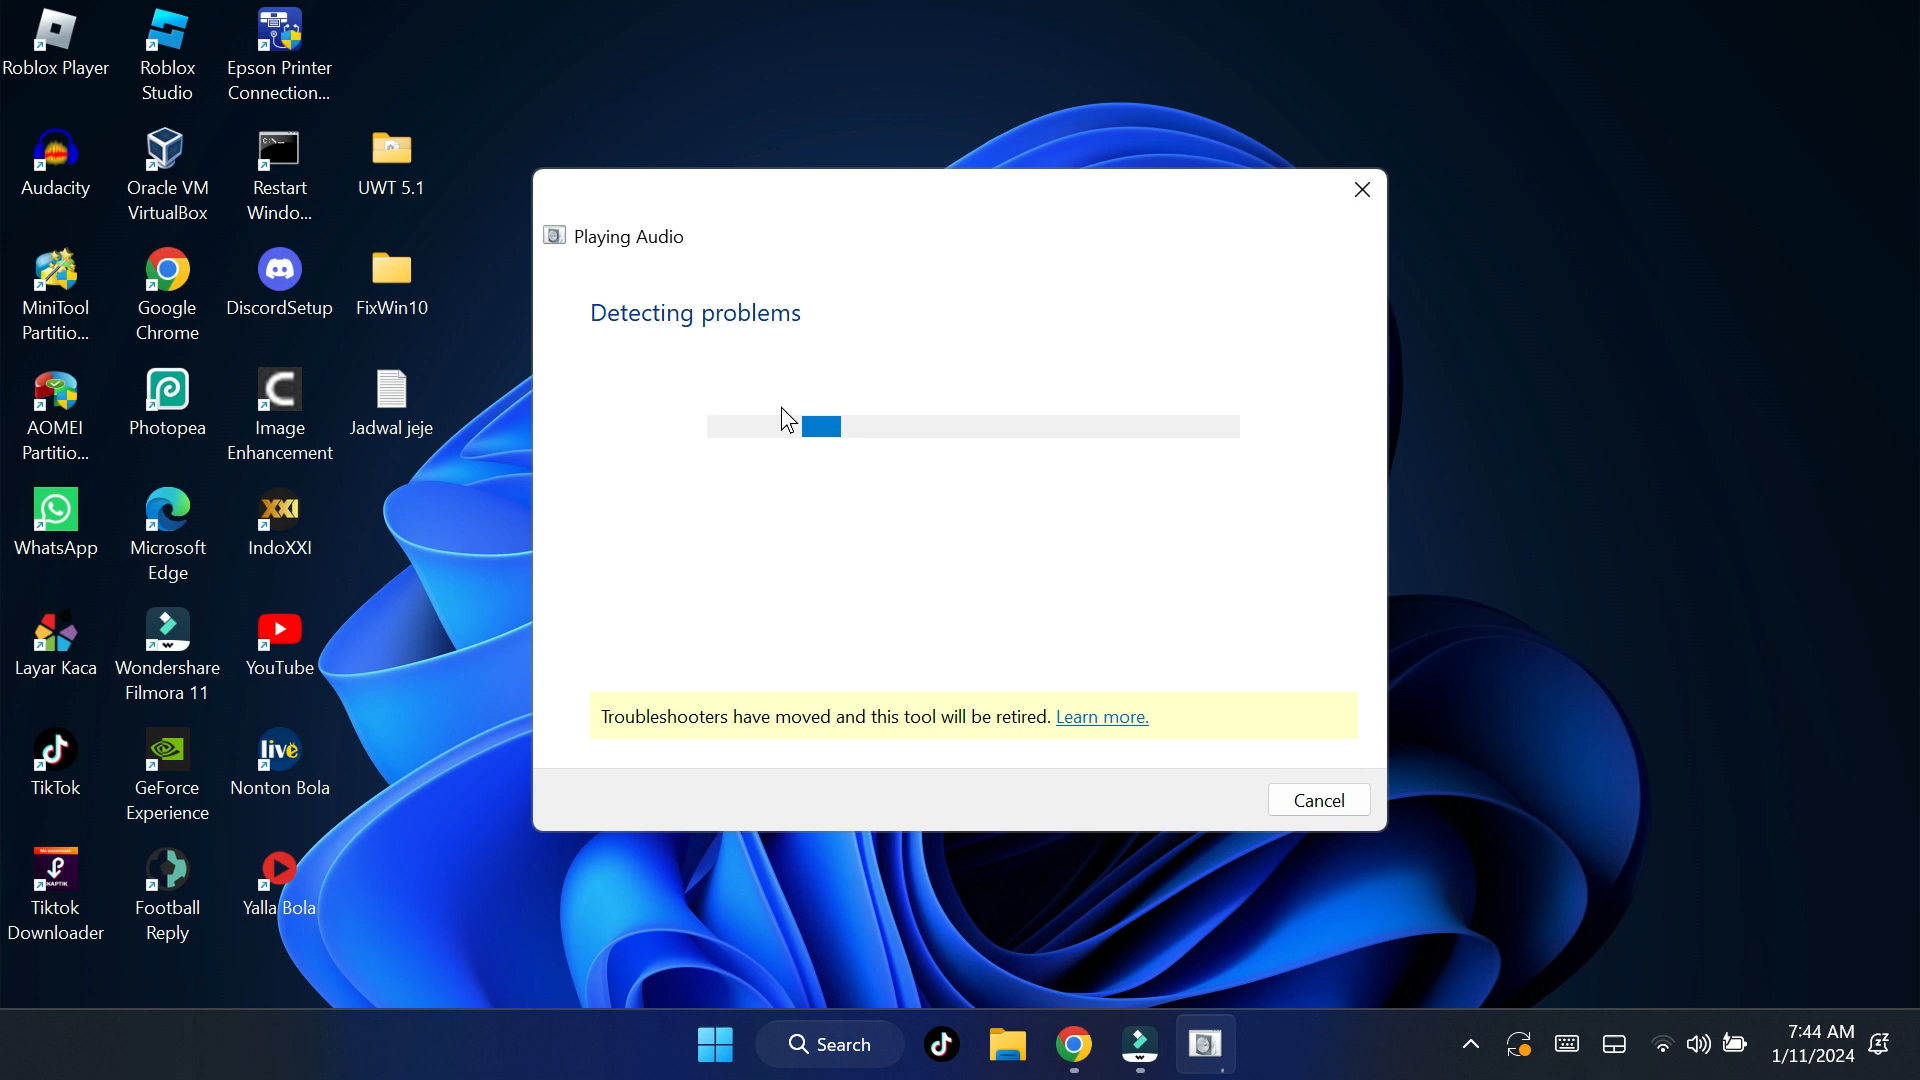 Roblox Player
Roblox
Studio
Epson Printer
Connection...
Audacity
Oracle VM
VirtualBox
C:\
Restart
Windo...
UWT 5.1
MiniTool
Partitio...
Google
Chrome
DiscordSetup
FixWin10
AOMEI
Partitio...
Photopea
Image
Enhancement
Jadwal jeje
WhatsApp
Microsoft
Edge
XXI
IndoXXI
Layar Kaca
Wondershare
Filmora 11
YouTube
TikTok
GeForce
Experience
live
Nonton Bola
Tiktok
Downloader
Football
Reply
Yalla Bola
Playing Audio
Detecting problems
Troubleshooters have moved and this tool will be retired. Learn more.
Cancel
Search
7:44 AM
1/11/2024